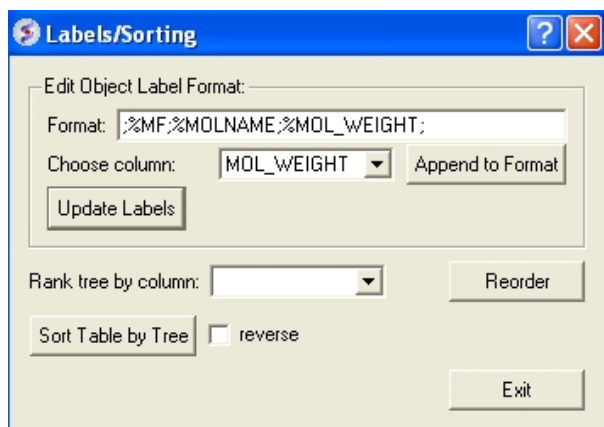 Labels/Sorting
Edit Object Label Format:
Format: ;%MF;%MOLNAME;%MOL_WEIGHT;
Choose column: MOL_WEIGHT Append to Format
Update Labels
Rank tree by column: Reorder
Sort Table by Tree reverse
Exit